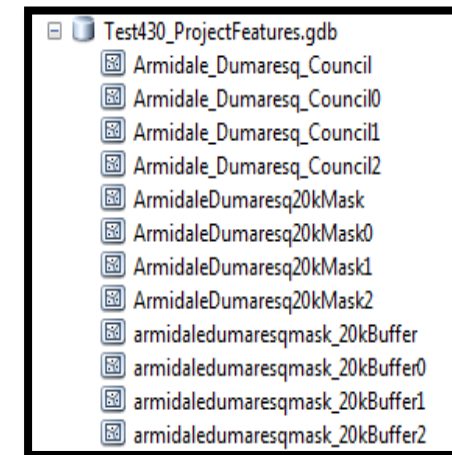 Test430_ProjectFeatures.gdb
Armidale_Dumaresq_Council
Armidale_Dumaresq_Council0
Armidale_Dumaresq_Council1
Armidale_Dumaresq_Council2
ArmidaleDumaresq20kMask
ArmidaleDumaresq20kMask0
ArmidaleDumaresq20kMask1
ArmidaleDumaresq20kMask2
armidaledumaresqmask_20kBuffer
armidaledumaresqmask_20kBuffer0
armidaledumaresqmask_20kBuffer1
armidaledumaresqmask_20kBuffer2